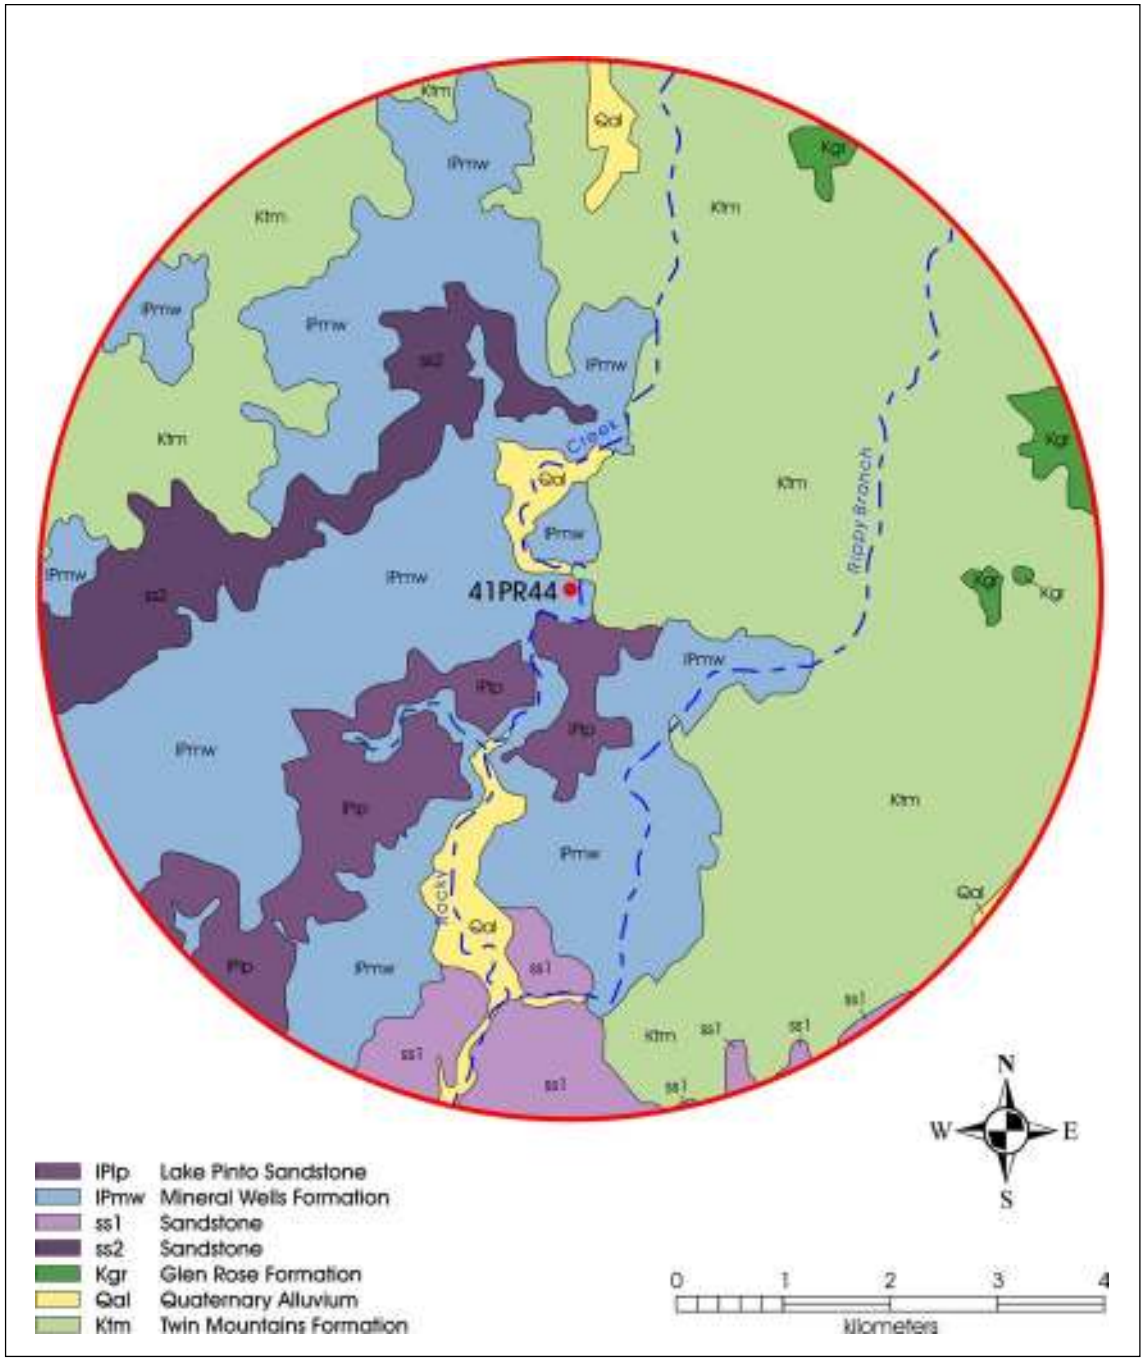 Ktm
Qal
Kgr
IPmw
Ktm
Ktm
IPmw
IPmw
ss2
IPmw
Creek
Kgr
Ktm
Qal
Ktm
Rippy Branch
IPmw
IPmw
IPmw
41PR44
ss2
Kgr
Kgr
IPmw
IPlp
IPlp
IPmw
Ktm
IPlp
IPmw
Rocky
Qal
Qal
IPlp
IPmw
ss1
ss1
ss1
ss1
Ktm
ss1
ss1
ss1
N
W E
S
IPlp Lake Pinto Sandstone
IPmw Mineral Wells Formation
ss1 Sandstone
ss2 Sandstone
Kgr Glen Rose Formation
Qal Quaternary Alluvium
Ktm Twin Mountains Formation
0 1 2 3 4
kilometers